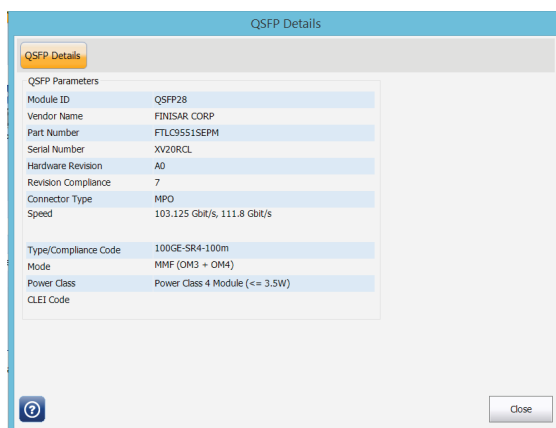 QSFP Details
QSFP Details
QSFP Parameters
Module ID QSFP28
Vendor Name FINISAR CORP
Part Number FTLC9551SEPM
Serial Number XV20RCL
Hardware Revision A0
Revision Compliance 7
Connector Type MPO
Speed 103.125 Gbit/s, 111.8 Gbit/s
Type/Compliance Code 100GE-SR4-100m
Mode MMF (OM3 + OM4)
Power Class Power Class 4 Module (<= 3.5W)
CLEI Code
?
Close